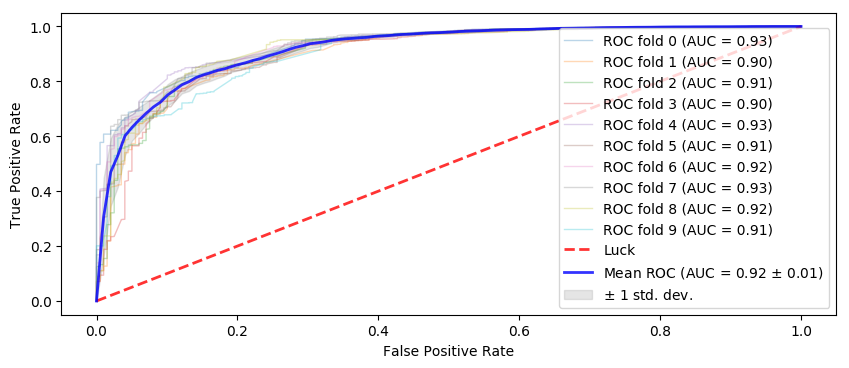 1.0
0.8
0.6
0.4
0.2
0.0
True Positive Rate
ROC fold 0 (AUC = 0.93)
ROC fold 1 (AUC = 0.90)
ROC fold 2 (AUC = 0.91)
ROC fold 3 (AUC = 0.90)
ROC fold 4 (AUC = 0.93)
ROC fold 5 (AUC = 0.91)
ROC fold 6 (AUC = 0.92)
ROC fold 7 (AUC = 0.93)
ROC fold 8 (AUC = 0.92)
ROC fold 9 (AUC = 0.91)
Luck
Mean ROC (AUC = 0.92 ± 0.01)
± 1 std. dev.
0.0 0.2 0.4 0.6 0.8 1.0
False Positive Rate